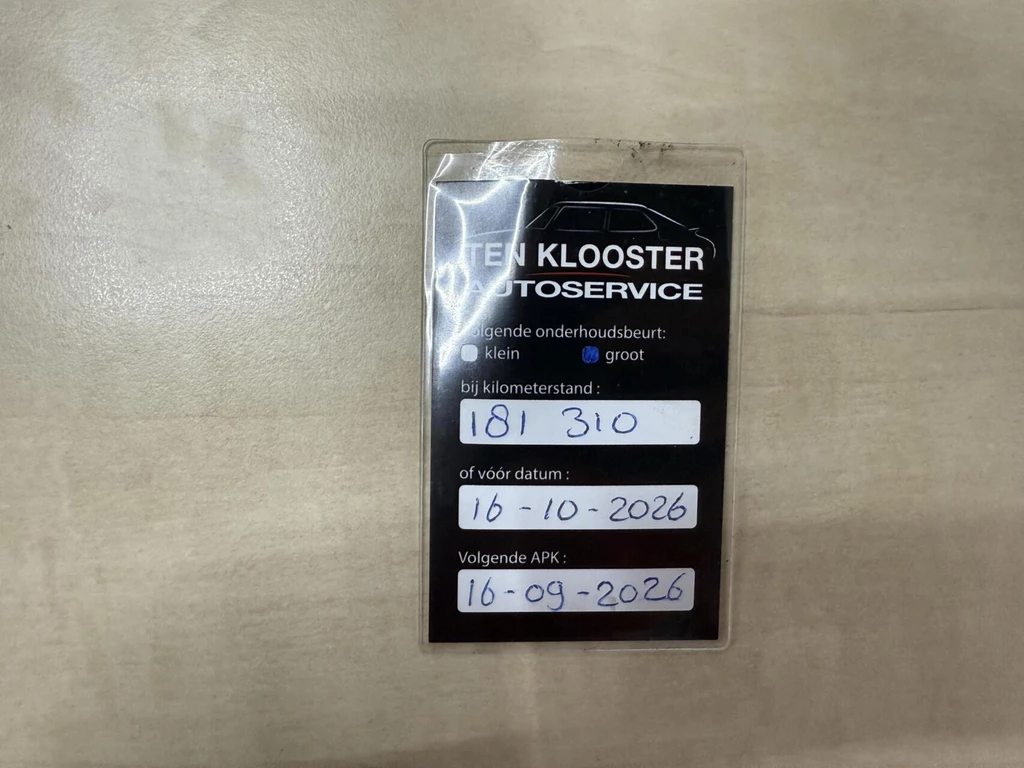 TEN KLOOSTER
AUTOSERVICE
Volgende onderhoudsbeurt:
klein groot
bij kilometerstand :
181 310
of vóór datum :
16-10-2026
Volgende APK :
16-09-2026